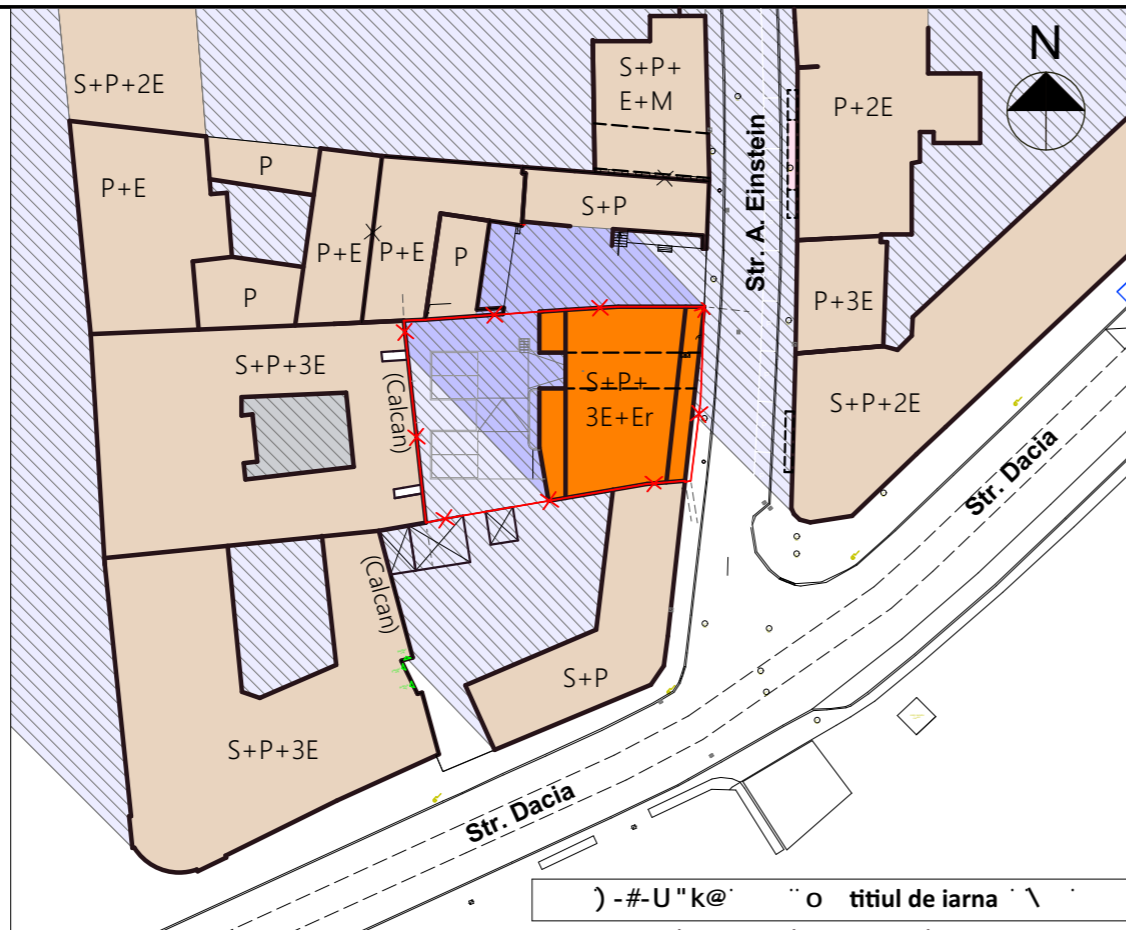 N
S+P+2E
S+P+
E+M
P+2E
P
P+E
S+P
P+E
P+E
P
P
P+3E
Str. A. Einstein
S+P+3E
(Calcan)
S+P+
3E+Er
S+P+2E
Str. Dacia
(Calcan)
S+P
S+P+3E
Str. Dacia
titiul de iarna